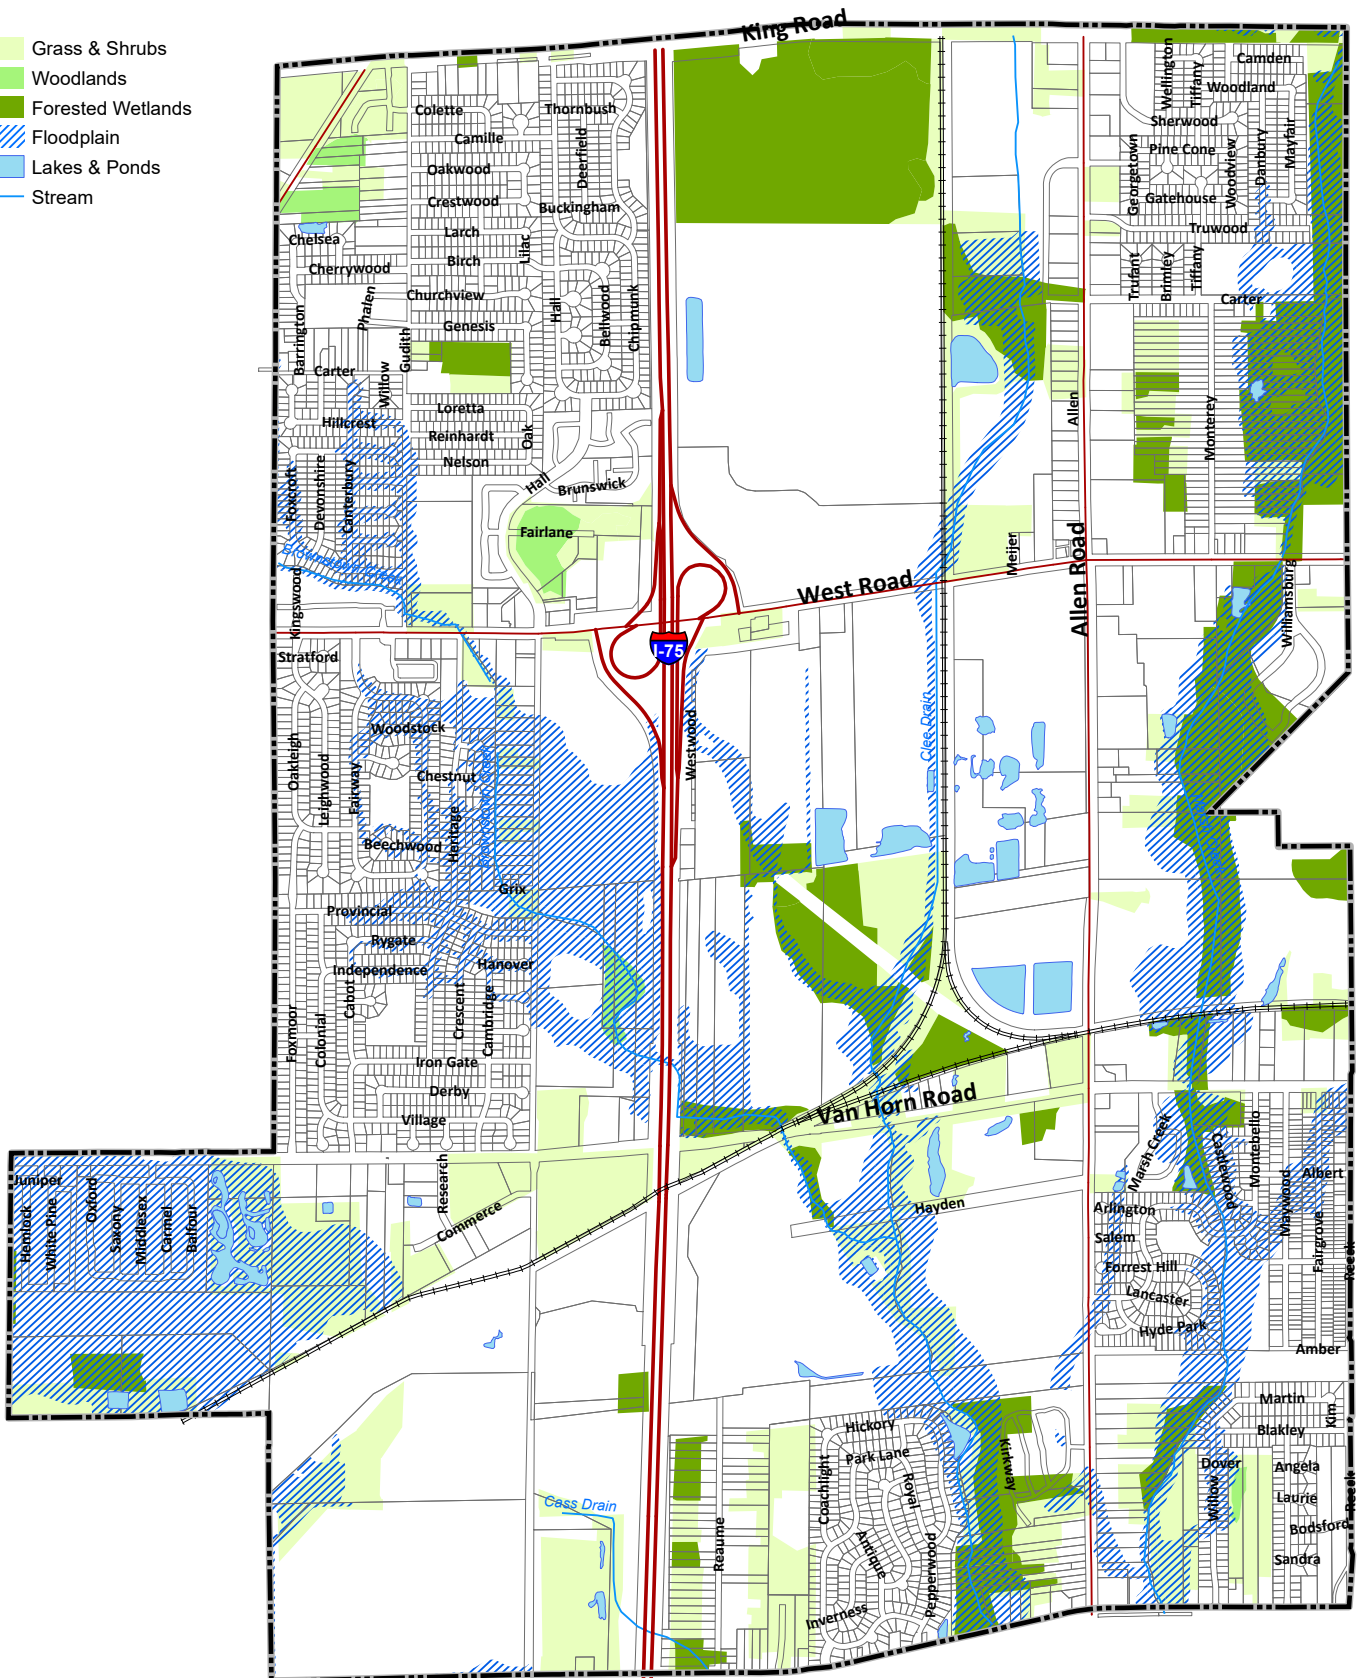 King Road
Grass & Shrubs
Woodlands
Forested Wetlands
Floodplain
Lakes & Ponds
Stream
Colette
Thornbush
Camille
Deerfield
Oakwood
Crestwood
Buckingham
Larch
Lilac
Birch
Chelsea
Cherrywood
Churchview
Hall
Bellwood
Chipmunk
Phalen
Genesis
Barrington
Gudith
Carter
Willow
Loretta
Hillcrest
Reinhardt
Oak
Nelson
Hall
Brunswick
Foxcroft
Devonshire
Canterbury
Fairlane
Kingswood
Wellington
Tiffany
Camden
Woodland
Sherwood
Pine Cone
Georgetown
Woodview
Danbury
Mayfair
Gatehouse
Truwood
Trufant
Brimley
Tiffany
Carter
Allen
Monterey
Meijer
Allen Road
West Road
Williamsburg
I-75
Stratford
Woodstock
Oakleigh
Leighwood
Fairway
Chestnut
Heritage
Beechwood
Westwood
Clee Drain
Grix
Provincial
Rygate
Independence
Hanover
Cabot
Crescent
Cambridge
Foxmoor
Colonial
Iron Gate
Derby
Village
Van Horn Road
Juniper
Hemlock
White Pine
Oxford
Saxony
Middlesex
Carmel
Balfour
Research
Commerce
Hayden
Marsh Creek
Castlewood
Montebello
Maywood
Albert
Fairgrove
Reeck
Arlington
Salem
Forrest Hill
Lancaster
Hyde Park
Amber
Martin
Kim
Blakley
Dover
Willow
Angela
Laurie
Reeck
Bodsford
Sandra
Hickory
Park Lane
Royal
Coachlight
Kirkway
Antique
Pepperwood
Inverness
Reaume
Cass Drain